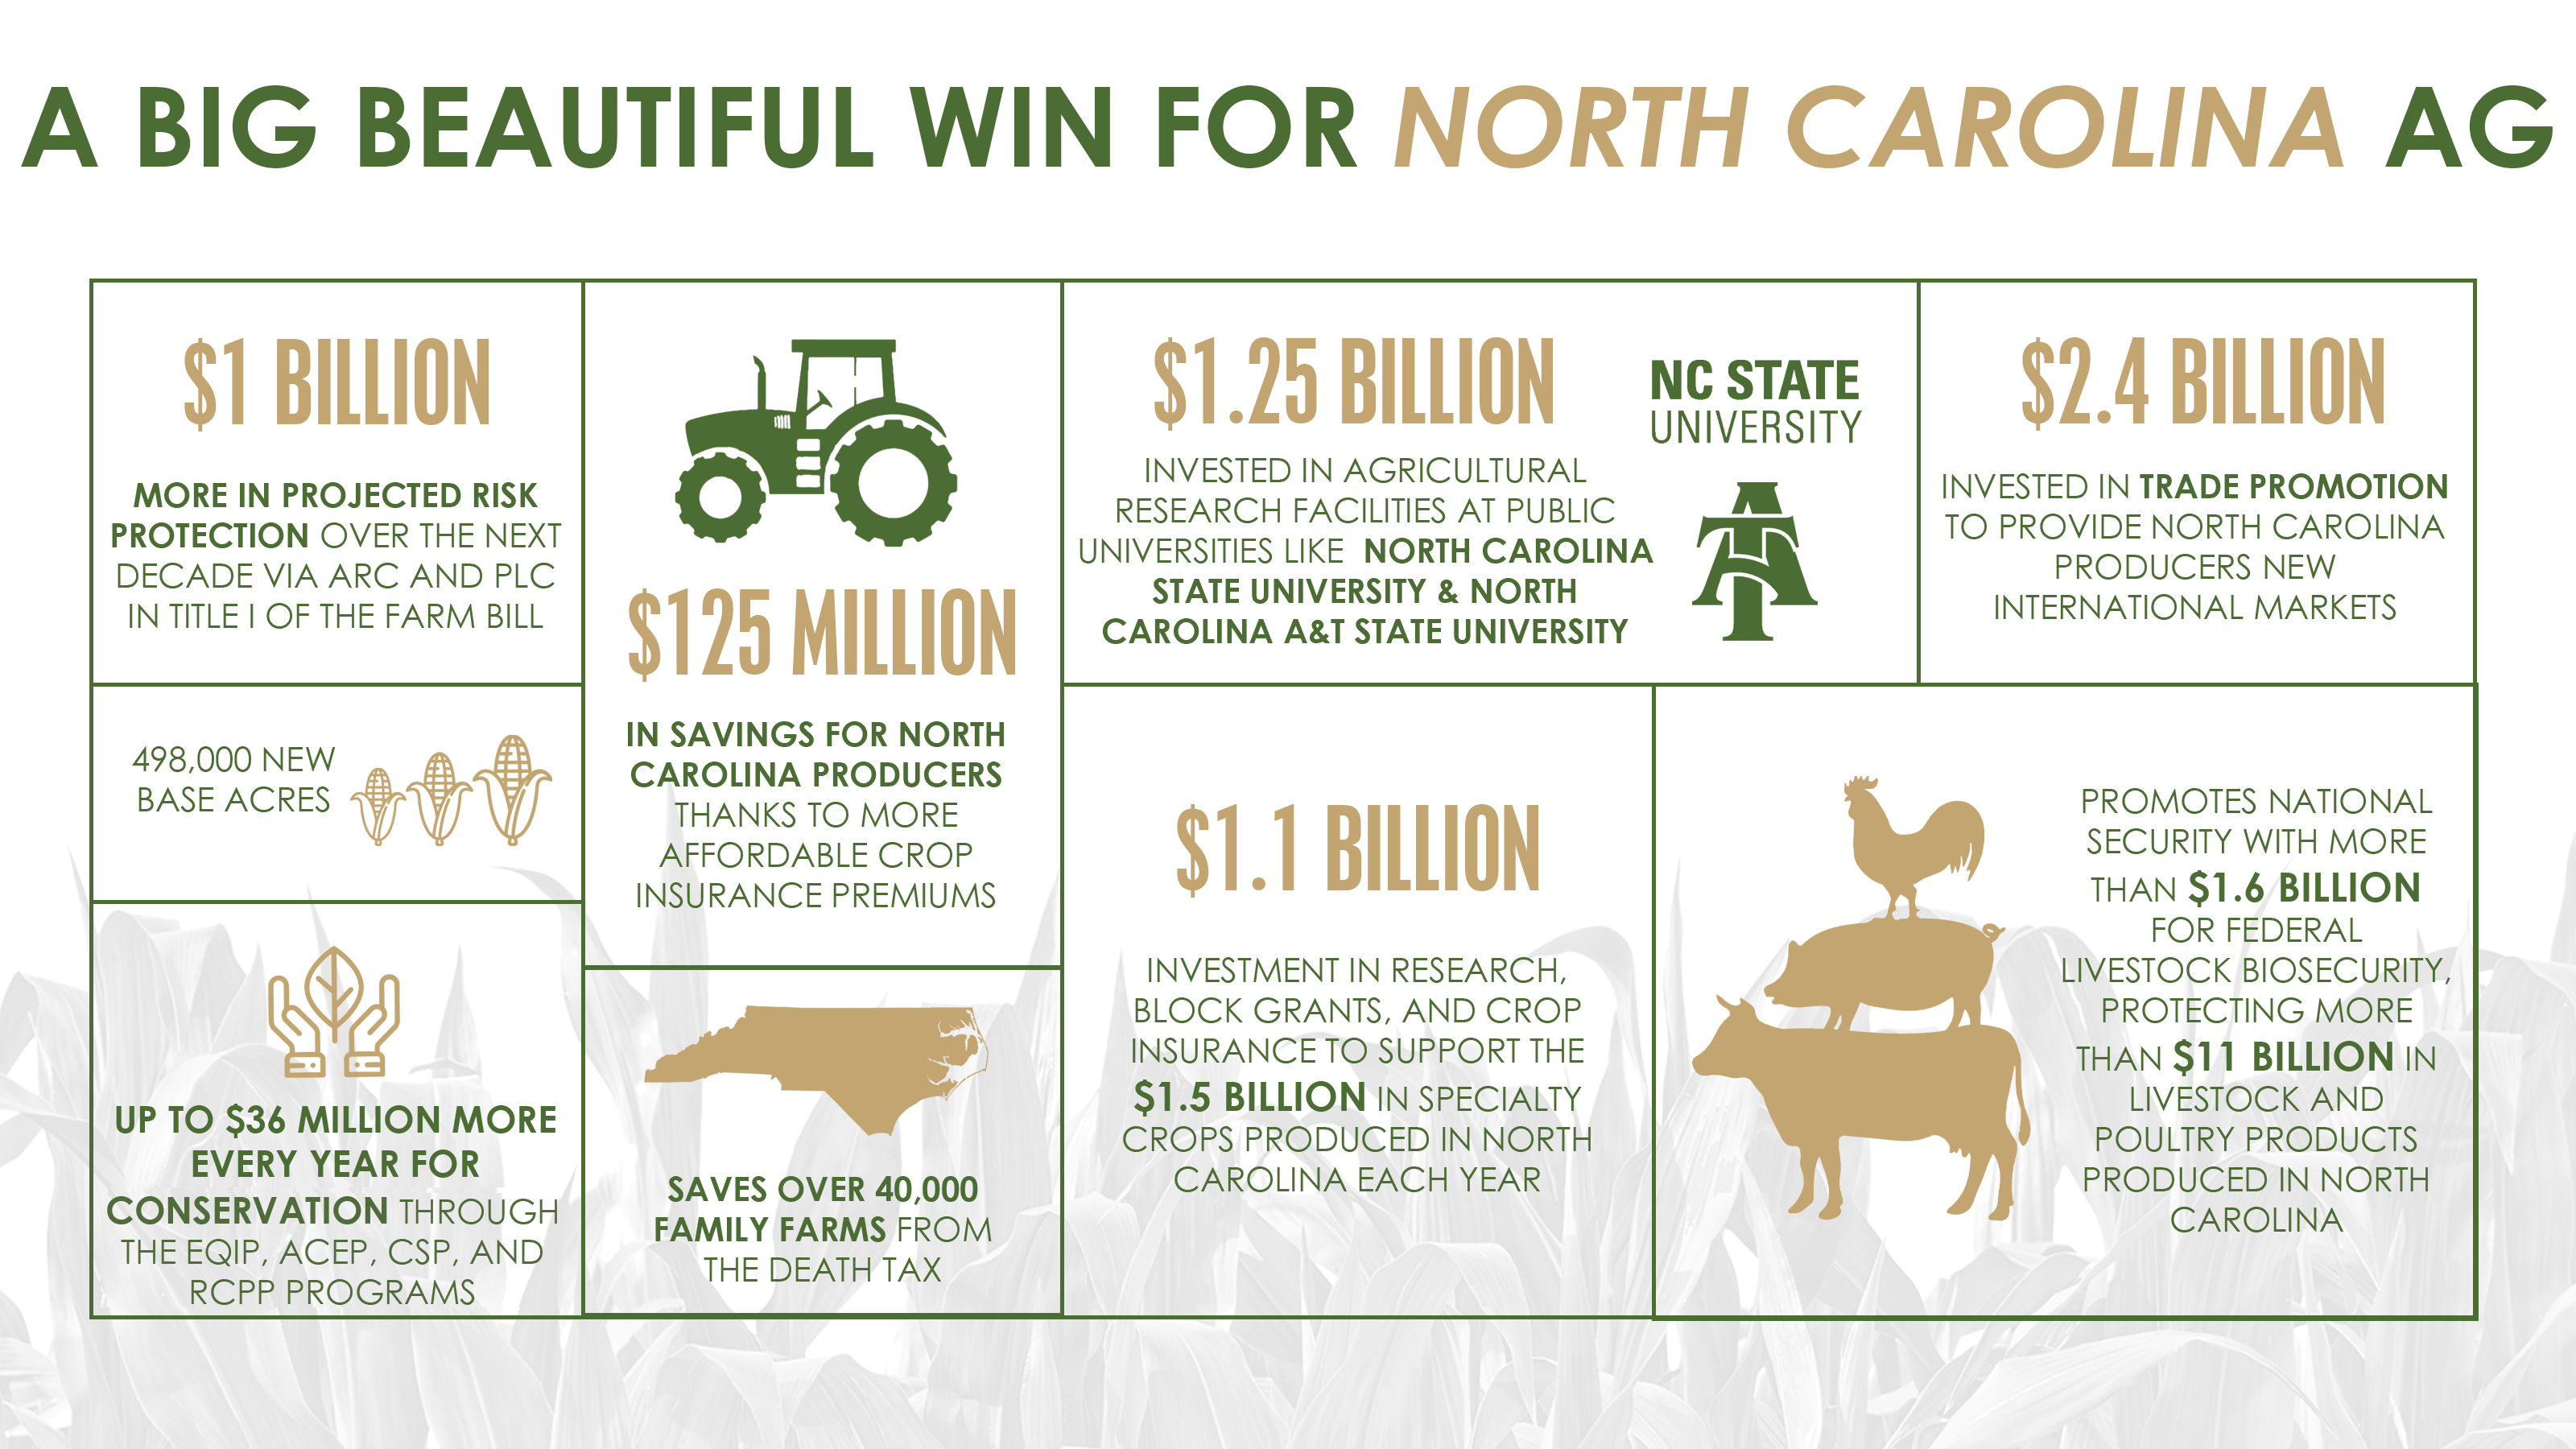 A BIG BEAUTIFUL WIN FOR NORTH CAROLINA AG
$1 BILLION
MORE IN PROJECTED RISK
PROTECTION OVER THE NEXT
DECADE VIA ARC AND PLC
IN TITLE I OF THE FARM BILL
498,000 NEW
BASE ACRES
UP TO $36 MILLION MORE
EVERY YEAR FOR
CONSERVATION THROUGH
THE EQIP, ACEP, CSP, AND
RCPP PROGRAMS
$125 MILLION
IN SAVINGS FOR NORTH
CAROLINA PRODUCERS
THANKS TO MORE
AFFORDABLE CROP
INSURANCE PREMIUMS
SAVES OVER 40,000
FAMILY FARMS FROM
THE DEATH TAX
$1.25 BILLION
INVESTED IN AGRICULTURAL
RESEARCH FACILITIES AT PUBLIC
UNIVERSITIES LIKE NORTH CAROLINA
STATE UNIVERSITY & NORTH
CAROLINA A&T STATE UNIVERSITY
NC STATE
UNIVERSITY
AT
$2.4 BILLION
INVESTED IN TRADE PROMOTION
TO PROVIDE NORTH CAROLINA
PRODUCERS NEW
INTERNATIONAL MARKETS
$1.1 BILLION
INVESTMENT IN RESEARCH,
BLOCK GRANTS, AND CROP
INSURANCE TO SUPPORT THE
$1.5 BILLION IN SPECIALTY
CROPS PRODUCED IN NORTH
CAROLINA EACH YEAR
PROMOTES NATIONAL
SECURITY WITH MORE
THAN $1.6 BILLION
FOR FEDERAL
LIVESTOCK BIOSECURITY,
PROTECTING MORE
THAN $11 BILLION IN
LIVESTOCK AND
POULTRY PRODUCTS
PRODUCED IN NORTH
CAROLINA